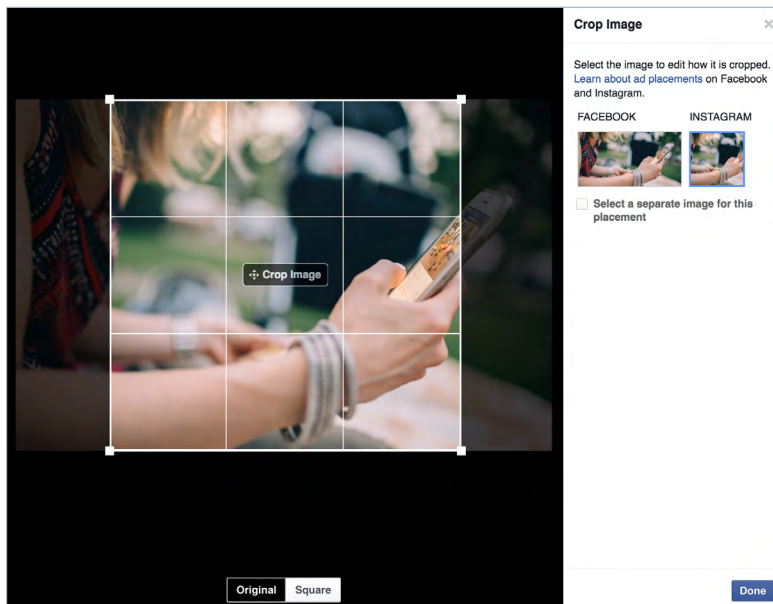 Crop Image
Select the image to edit how it is cropped.
Learn about ad placements on Facebook
and Instagram.
FACEBOOK INSTAGRAM
Select a separate image for this
placement
Crop Image
Original Square
Done